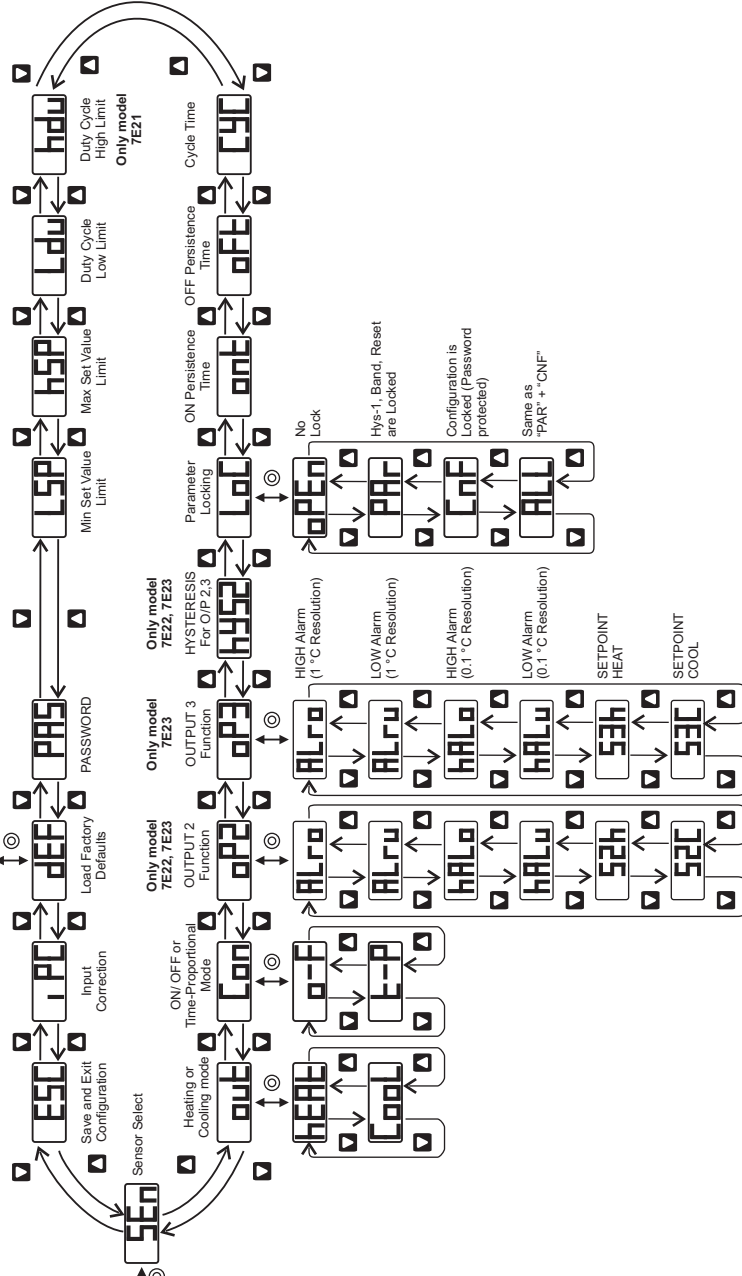 SEn
Sensor Select
ESC
Save and Exit
Configuration
iPC
Input
Correction
dEF
Load Factory
Defaults
PAS
PASSWORD
LSP
Min Set Value
Limit
hSP
Max Set Value
Limit
Ldu
Duty Cycle
Low Limit
hdu
Duty Cycle
High Limit
Only model
7E21
Heating or
Cooling mode
out
hEAt
CooL
ON/ OFF or
Time-Proportional
Mode
Con
o-F
t-P
Only model
7E22, 7E23
OUTPUT 2
Function
oP2
ALro
ALru
hALo
hALu
S2h
S2C
Only model
7E23
OUTPUT 3
Function
oP3
ALro
HIGH Alarm
(1 °C Resolution)
ALru
LOW Alarm
(1 °C Resolution)
hALo
HIGH Alarm
(0.1 °C Resolution)
hALu
LOW Alarm
(0.1 °C Resolution)
S3h
SETPOINT
HEAT
S3C
SETPOINT
COOL
Only model
7E22, 7E23
HYSTERESIS
For O/P 2,3
hYS2
Parameter
Locking
LoC
oPEn
No
Lock
PAr
Hys-1, Band, Reset
are Locked
CnF
Configuration is
Locked (Password
protected)
ALL
Same as
“PAR” + “CNF”
ON Persistence
Time
ont
OFF Persistence
Time
oFt
Cycle Time
CYC